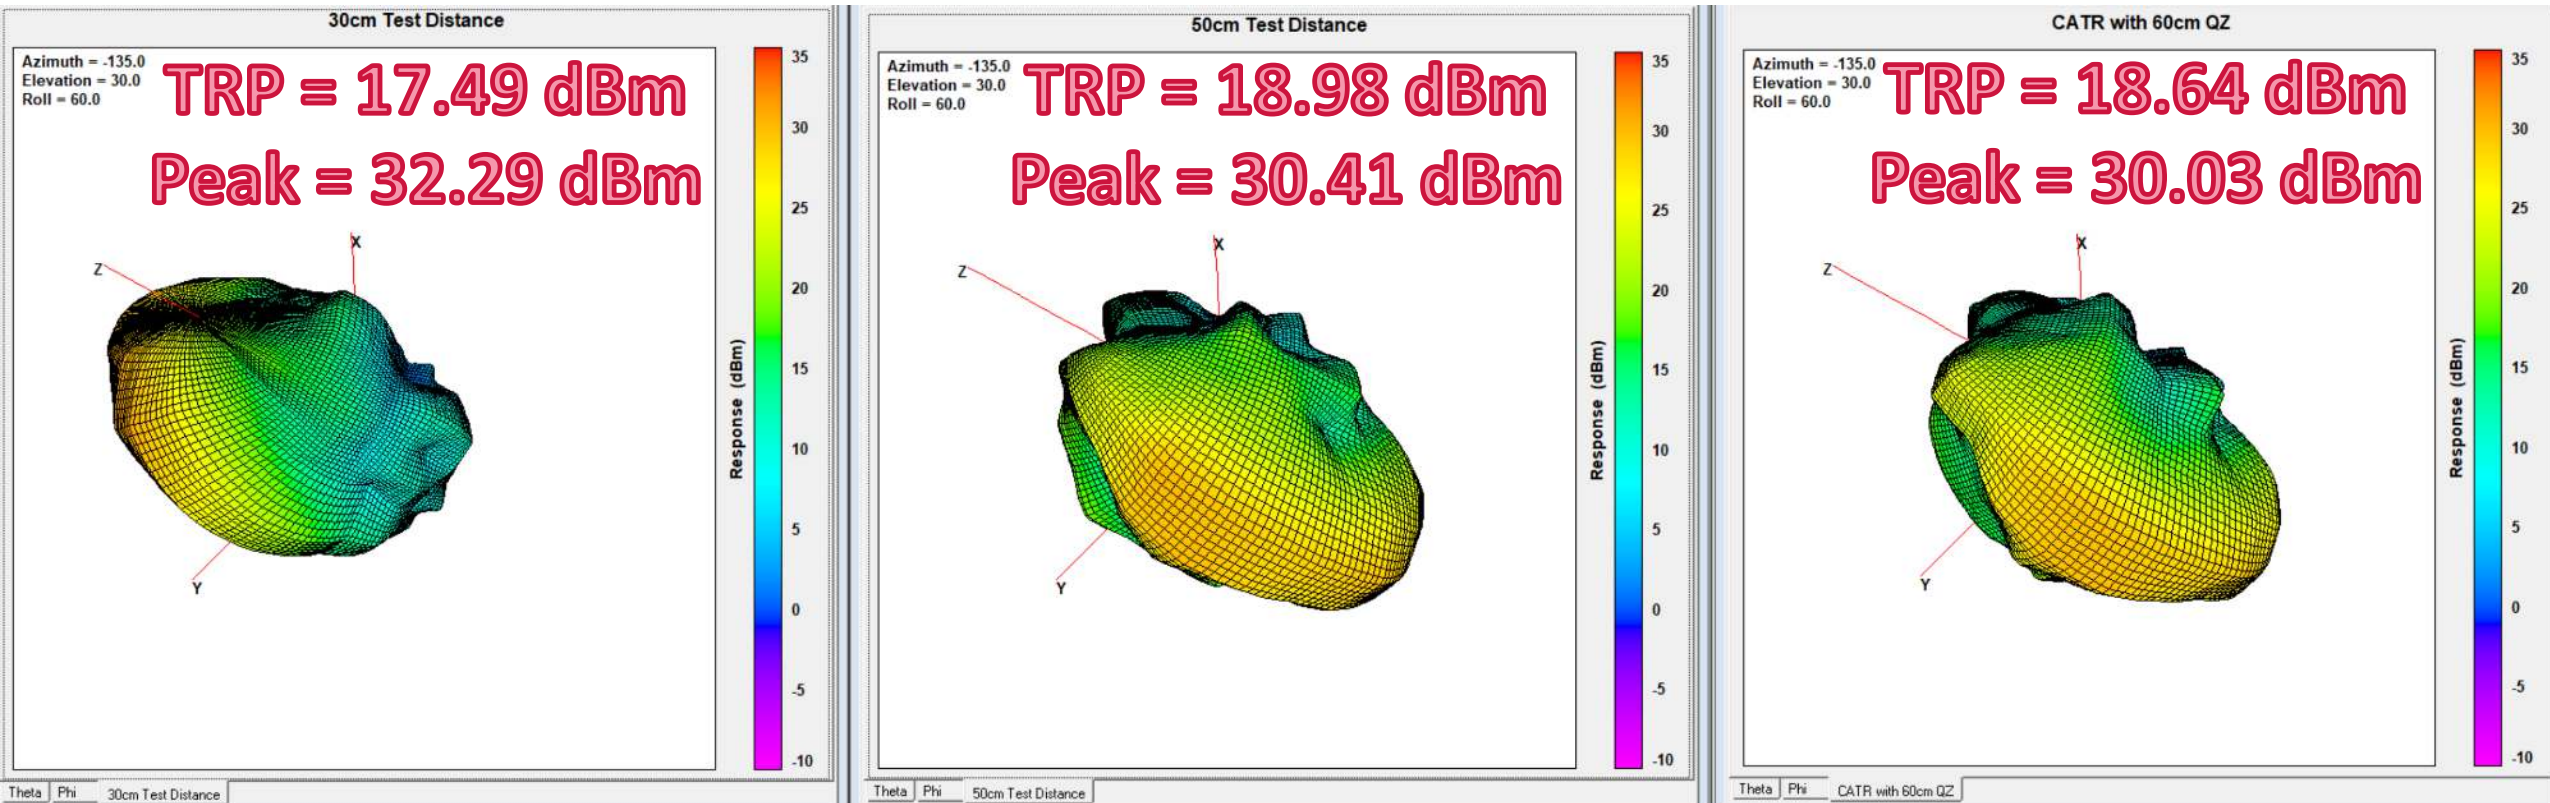 30cm Test Distance
Azimuth = -135.0
Elevation = 30.0
Roll = 60.0
TRP = 17.49 dBm
Peak = 32.29 dBm
X
Z
Y
35
30
25
20
15
10
5
0
-5
-10
Response (dBm)
Theta Phi 30cm Test Distance
50cm Test Distance
Azimuth = -135.0
Elevation = 30.0
Roll = 60.0
TRP = 18.98 dBm
Peak = 30.41 dBm
X
Z
Y
35
30
25
20
15
10
5
0
-5
-10
Response (dBm)
Theta Phi 50cm Test Distance
CATR with 60cm QZ
Azimuth = -135.0
Elevation = 30.0
Roll = 60.0
TRP = 18.64 dBm
Peak = 30.03 dBm
X
Z
Y
35
30
25
20
15
10
5
0
-5
-10
Response (dBm)
Theta Phi CATR with 60cm QZ